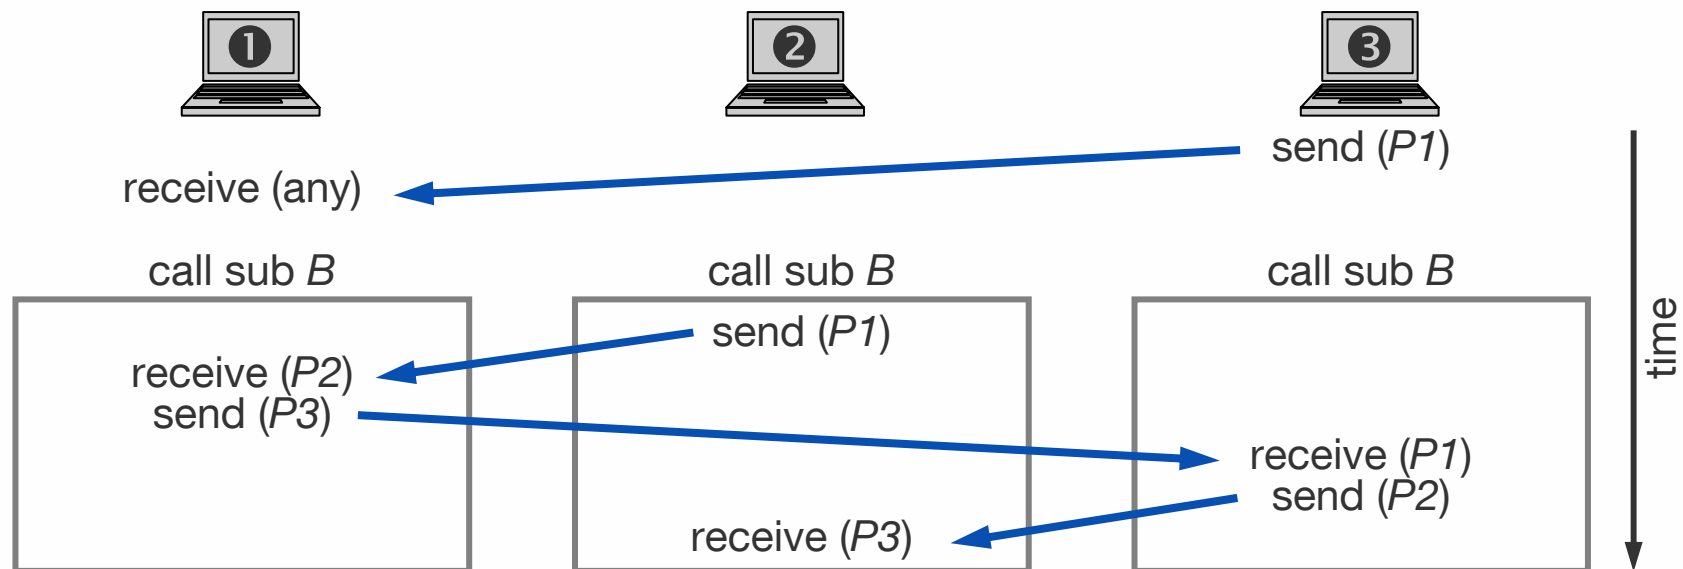 ❶ ❷ ❸
send (P1)
receive (any)
call sub B call sub B call sub B
send (P1)
receive (P2)
send (P3)
receive (P1)
send (P2)
receive (P3)
time